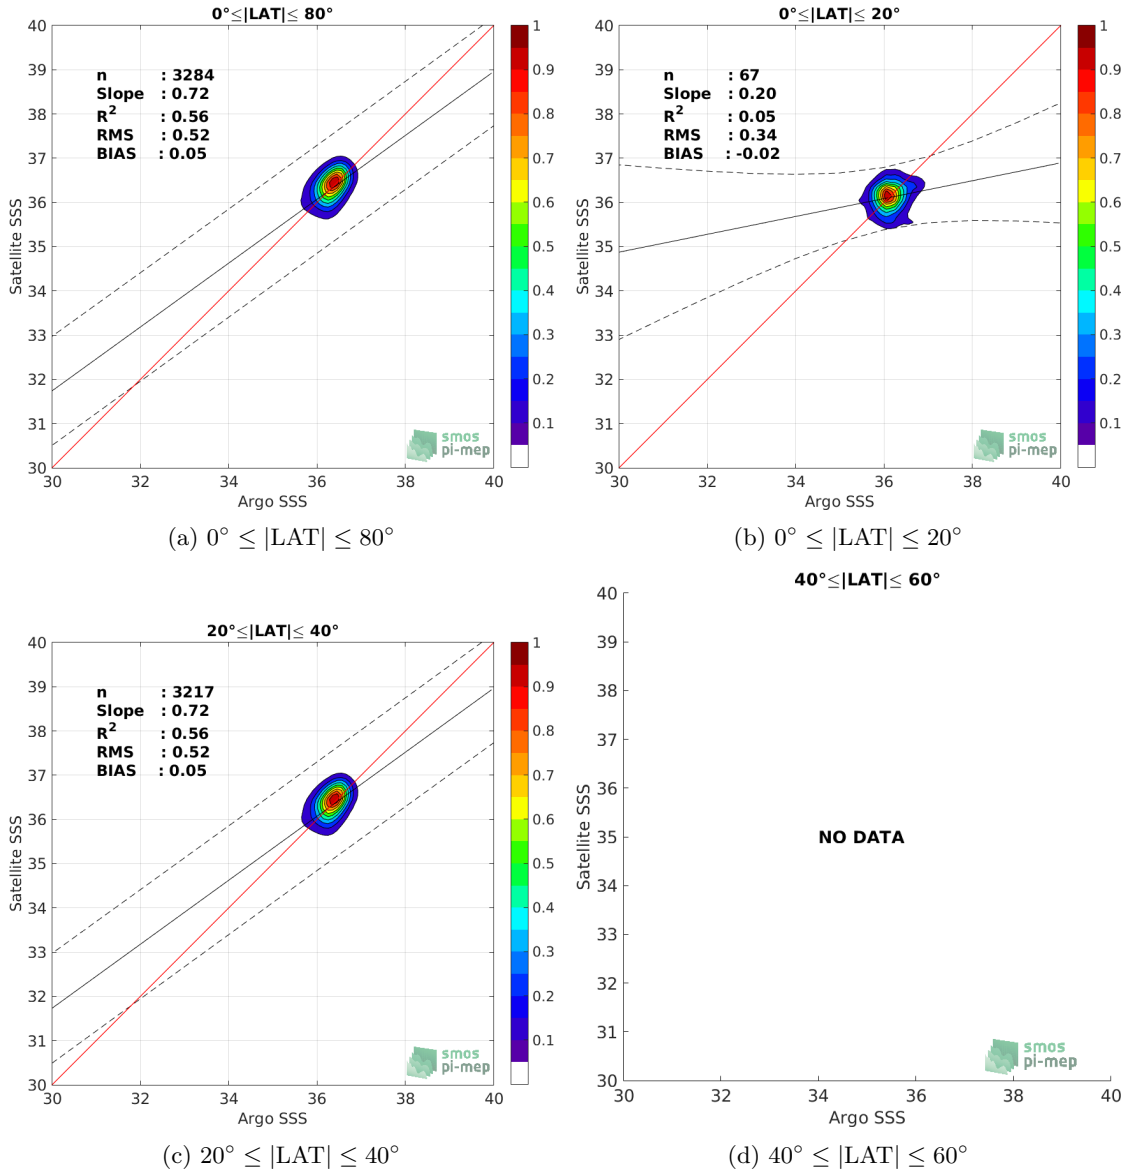 0°≤|LAT|≤ 80°
40
39
38
37
36
35
34
33
32
31
30
Satellite SSS
n : 3284
Slope : 0.72
R² : 0.56
RMS : 0.52
BIAS : 0.05
smos
pi-mep
30 32 34 36 38 40
Argo SSS
1
0.9
0.8
0.7
0.6
0.5
0.4
0.3
0.2
0.1
(a) 0° ≤ |LAT| ≤ 80°
0°≤|LAT|≤ 20°
40
39
38
37
36
35
34
33
32
31
30
Satellite SSS
n : 67
Slope : 0.20
R² : 0.05
RMS : 0.34
BIAS : -0.02
smos
pi-mep
30 32 34 36 38 40
Argo SSS
1
0.9
0.8
0.7
0.6
0.5
0.4
0.3
0.2
0.1
(b) 0° ≤ |LAT| ≤ 20°
20°≤|LAT|≤ 40°
40
39
38
37
36
35
34
33
32
31
30
Satellite SSS
n : 3217
Slope : 0.72
R² : 0.56
RMS : 0.52
BIAS : 0.05
smos
pi-mep
30 32 34 36 38 40
Argo SSS
1
0.9
0.8
0.7
0.6
0.5
0.4
0.3
0.2
0.1
(c) 20° ≤ |LAT| ≤ 40°
40°≤|LAT|≤ 60°
40
39
38
37
36
35
34
33
32
31
30
Satellite SSS
NO DATA
smos
pi-mep
30 32 34 36 38 40
Argo SSS
(d) 40° ≤ |LAT| ≤ 60°